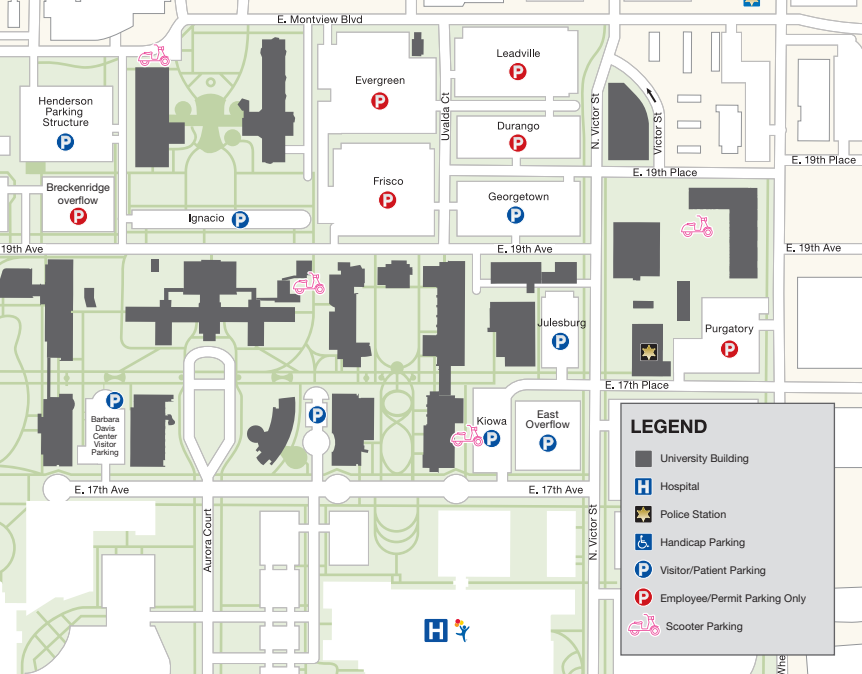 E. Montview Blvd
Leadville
P
Evergreen
P
Henderson
Parking
Structure
P
Uvalda Ct
N. Victor St
Victor St
Durango
P
E. 19th Place
E. 19th Place
Breckenridge
overflow
P
Frisco
P
Georgetown
P
Ignacio P
19th Ave
E. 19th Ave
E. 19th Ave
Julesburg
P
Purgatory
P
E. 17th Place
P
Barbara
Davis
Center
Visitor
Parking
P
Kiowa
P
East
Overflow
P
E. 17th Ave
E. 17th Ave
Aurora Court
N. Victor St
H
LEGEND
University Building
H Hospital
Police Station
Handicap Parking
P Visitor/Patient Parking
P Employee/Permit Parking Only
Scooter Parking